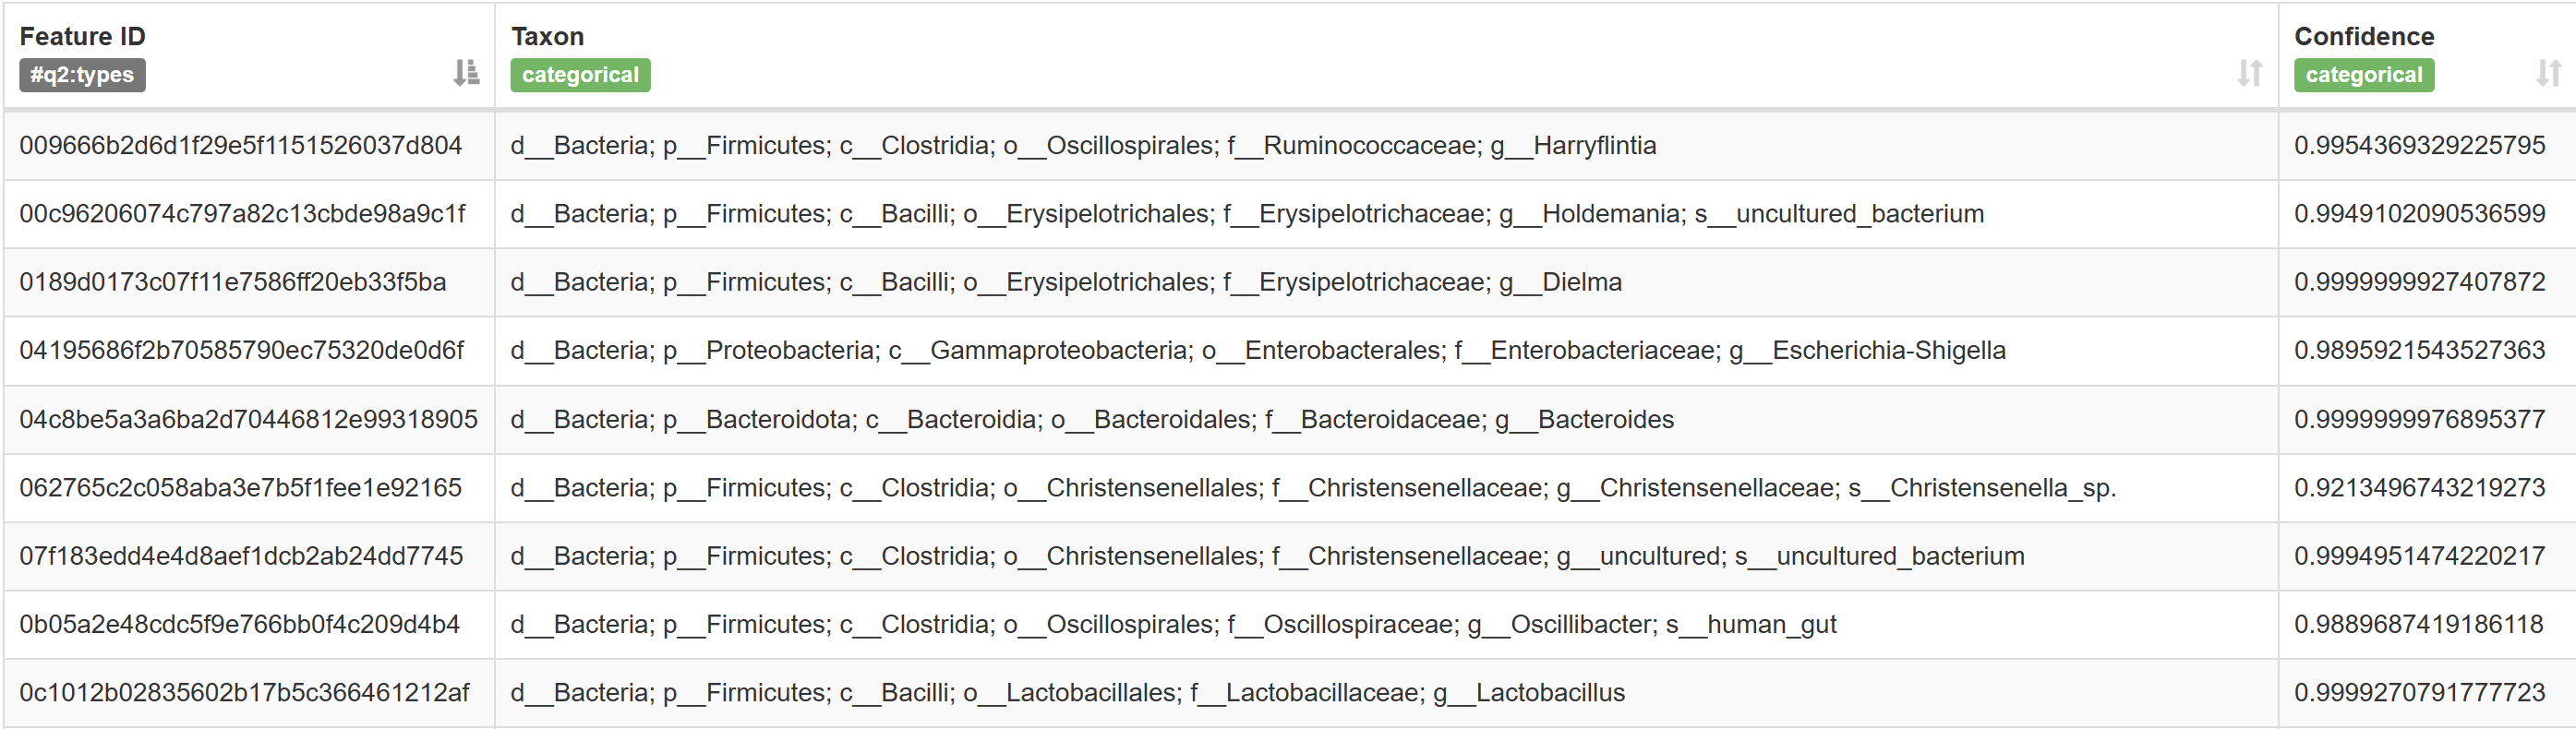 Feature ID Taxon Confidence
#q2:types categorical categorical
009666b2d6d1f29e5f1151526037d804 d__Bacteria; p__Firmicutes; c__Clostridia; o__Oscillospirales; f__Ruminococcaceae; g__Harryflintia 0.9954369329225795
00c96206074c797a82c13cbde98a9c1f d__Bacteria; p__Firmicutes; c__Bacilli; o__Erysipelotrichales; f__Erysipelotrichaceae; g__Holdemania; s__uncultured_bacterium 0.9949102090536599
0189d0173c07f11e7586ff20eb33f5ba d__Bacteria; p__Firmicutes; c__Bacilli; o__Erysipelotrichales; f__Erysipelotrichaceae; g__Dielma 0.9999999927407872
04195686f2b70585790ec75320de0d6f d__Bacteria; p__Proteobacteria; c__Gammaproteobacteria; o__Enterobacterales; f__Enterobacteriaceae; g__Escherichia-Shigella 0.9895921543527363
04c8be5a3a6ba2d70446812e99318905 d__Bacteria; p__Bacteroidota; c__Bacteroidia; o__Bacteroidales; f__Bacteroidaceae; g__Bacteroides 0.9999999976895377
062765c2c058aba3e7b5f1fee1e92165 d__Bacteria; p__Firmicutes; c__Clostridia; o__Christensenellales; f__Christensenellaceae; g__Christensenellaceae; s__Christensenella_sp. 0.9213496743219273
07f183edd4e4d8aef1dcb2ab24dd7745 d__Bacteria; p__Firmicutes; c__Clostridia; o__Christensenellales; f__Christensenellaceae; g__uncultured; s__uncultured_bacterium 0.9994951474220217
0b05a2e48cdc5f9e766bb0f4c209d4b4 d__Bacteria; p__Firmicutes; c__Clostridia; o__Oscillospirales; f__Oscillospiraceae; g__Oscillibacter; s__human_gut 0.9889687419186118
0c1012b02835602b17b5c366461212af d__Bacteria; p__Firmicutes; c__Bacilli; o__Lactobacillales; f__Lactobacillaceae; g__Lactobacillus 0.9999270791777723